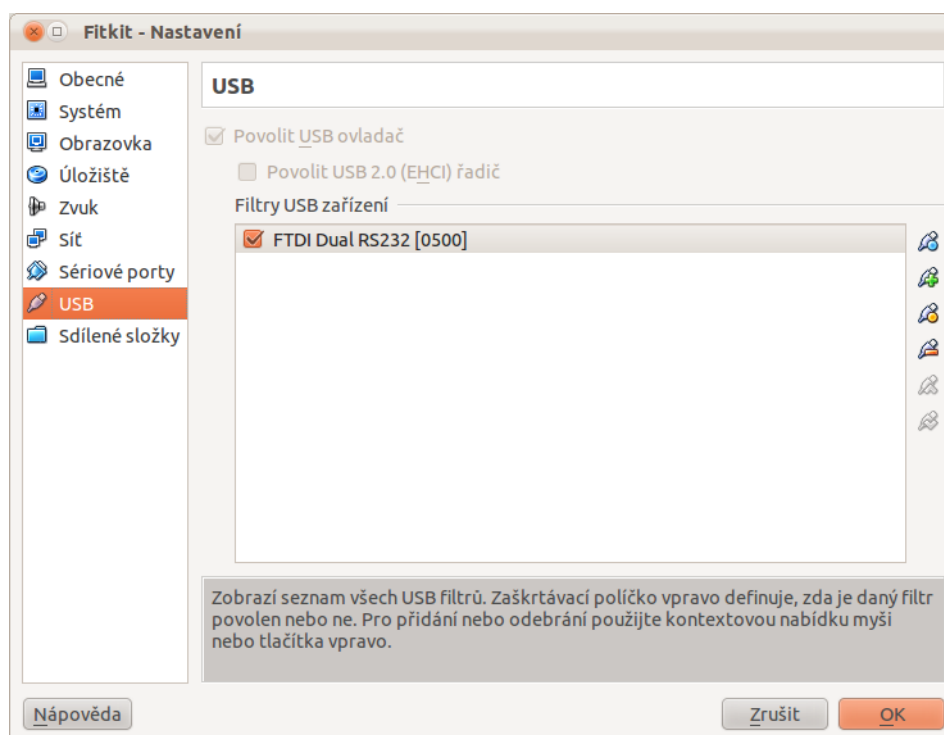 Fitkit - Nastavení
Obecné
Systém
Obrazovka
Úložiště
Zvuk
Síť
Sériové porty
USB
Sdílené složky
USB
Povolit USB ovladač
Povolit USB 2.0 (EHCI) řadič
Filtry USB zařízení
FTDI Dual RS232 [0500]
Zobrazí seznam všech USB filtrů. Zaškrtávací políčko vpravo definuje, zda je daný filtr
povolen nebo ne. Pro přidání nebo odebrání použijte kontextovou nabídku myši
nebo tlačítka vpravo.
Nápověda
Zrušit
OK